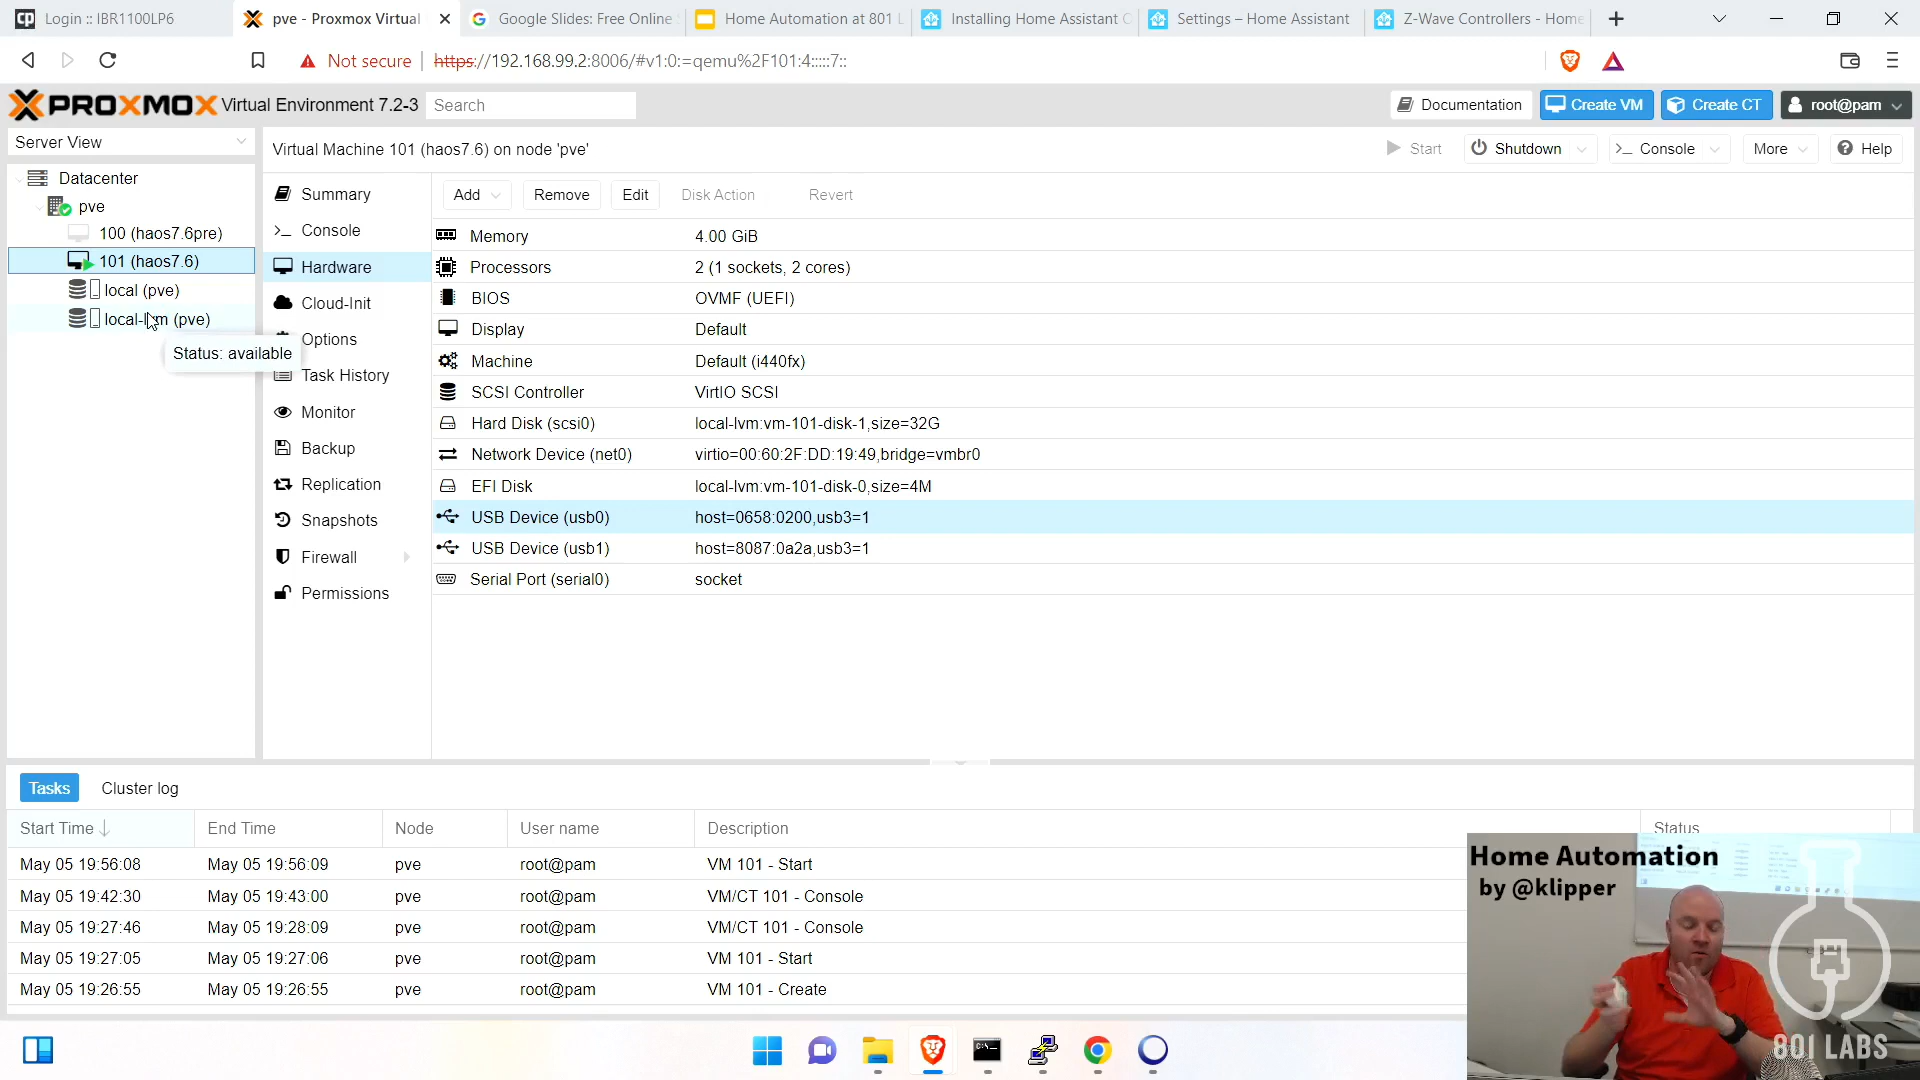 Login :: IBR1100LP6
pve - Proxmox Virtual
Google Slides: Free Online
Home Automation at 801 L
Installing Home Assistant
Settings – Home Assistant
Z-Wave Controllers - Home
Not secure
https://192.168.99.2:8006/#v1:0:=qemu%2F101:4:::::7::
PROXMOX Virtual Environment 7.2-3
Search
Documentation
Create VM
Create CT
root@pam
Server View
Virtual Machine 101 (haos7.6) on node 'pve'
Start
Shutdown
Console
More
Help
Datacenter
pve
100 (haos7.6pre)
101 (haos7.6)
local (pve)
local-lvm (pve)
Status: available
Summary
Console
Hardware
Cloud-Init
Options
Task History
Monitor
Backup
Replication
Snapshots
Firewall
Permissions
Add
Remove
Edit
Disk Action
Revert
Memory 4.00 GiB
Processors 2 (1 sockets, 2 cores)
BIOS OVMF (UEFI)
Display Default
Machine Default (i440fx)
SCSI Controller VirtIO SCSI
Hard Disk (scsi0) local-lvm:vm-101-disk-1,size=32G
Network Device (net0) virtio=00:60:2F:DD:19:49,bridge=vmbr0
EFI Disk local-lvm:vm-101-disk-0,size=4M
USB Device (usb0) host=0658:0200,usb3=1
USB Device (usb1) host=8087:0a2a,usb3=1
Serial Port (serial0) socket
Tasks
Cluster log
Start Time End Time Node User name Description Status
May 05 19:56:08 May 05 19:56:09 pve root@pam VM 101 - Start
May 05 19:42:30 May 05 19:43:00 pve root@pam VM/CT 101 - Console
May 05 19:27:46 May 05 19:28:09 pve root@pam VM/CT 101 - Console
May 05 19:27:05 May 05 19:27:06 pve root@pam VM 101 - Start
May 05 19:26:55 May 05 19:26:55 pve root@pam VM 101 - Create
Home Automation
by @klipper
801 LABS